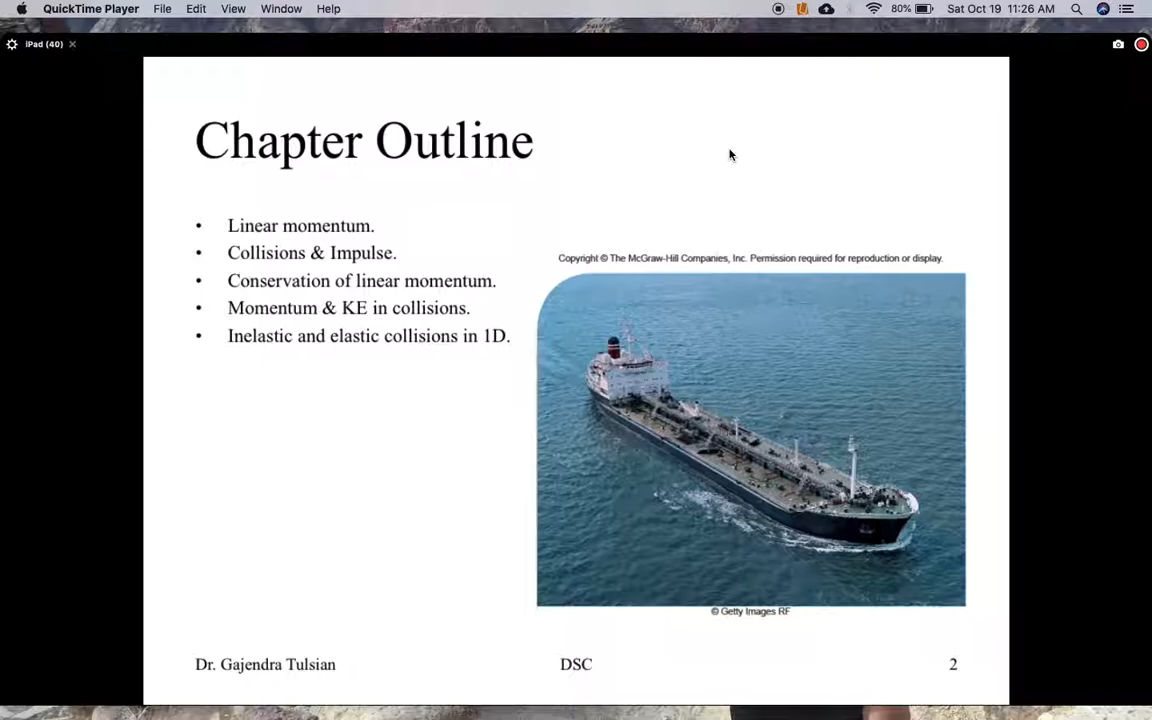 QuickTime Player File Edit View Window Help 80% Sat Oct 19 11:26 AM
iPad (40)
Chapter Outline
• Linear momentum.
• Collisions & Impulse.
• Conservation of linear momentum.
• Momentum & KE in collisions.
• Inelastic and elastic collisions in 1D.
Copyright © The McGraw-Hill Companies, Inc. Permission required for reproduction or display.
© Getty Images RF
Dr. Gajendra Tulsian DSC 2